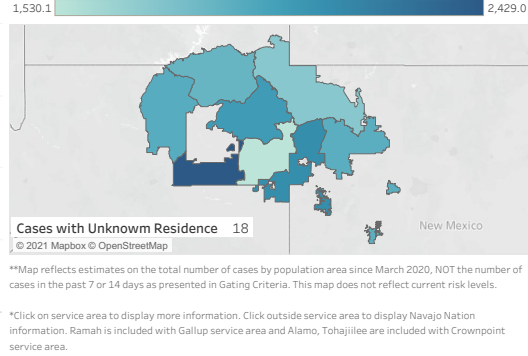 1,530.1 2,429.0
New Mexico
Cases with Unknowm Residence 18
© 2021 Mapbox © OpenStreetMap
**Map reflects estimates on the total number of cases by population area since March 2020, NOT the number of
cases in the past 7 or 14 days as presented in Gating Criteria. This map does not reflect current risk levels.
*Click on service area to display more information. Click outside service area to display Navajo Nation
information. Ramah is included with Gallup service area and Alamo, Tohajiilee are included with Crownpoint
service area.